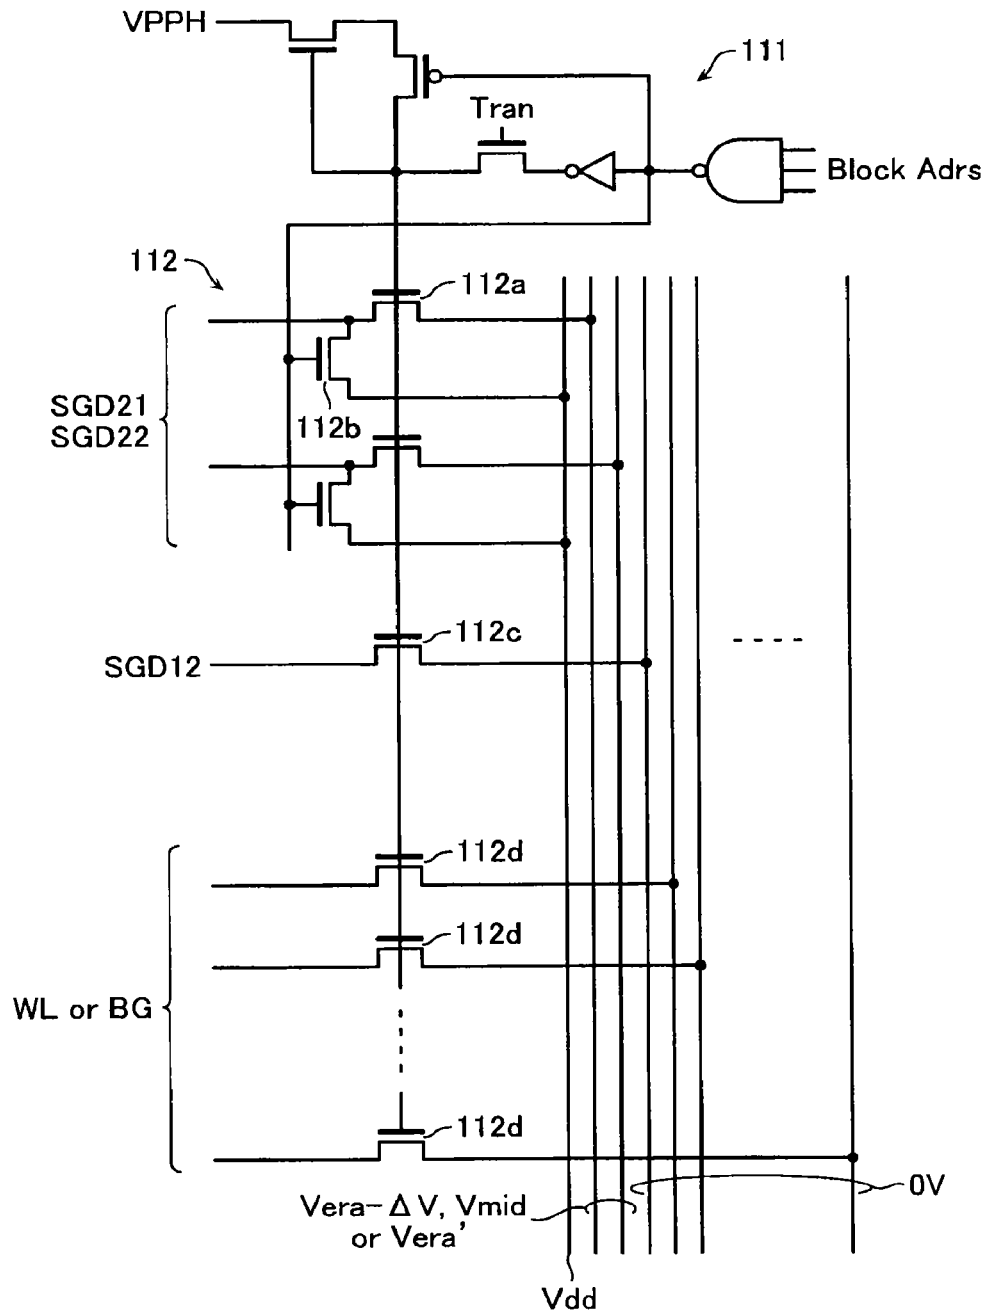 VPPH
111
Tran
Block Adrs
112
112a
SGD21
SGD22
112b
112c
SGD12
112d
112d
WL or BG
112d
0V
Vera-ΔV, Vmid
or Vera'
Vdd